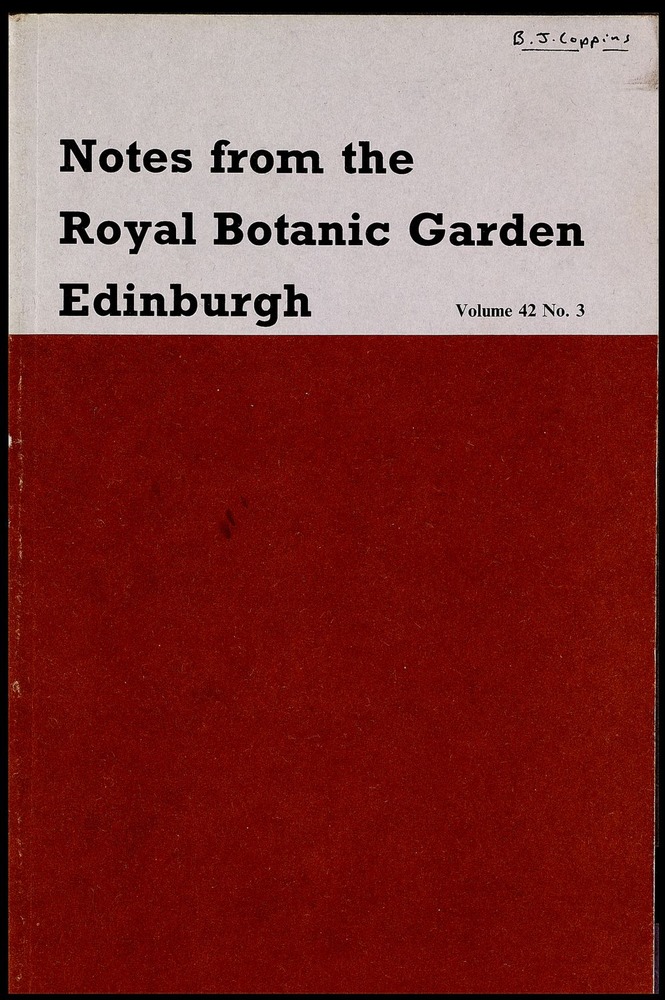 B. J. Coppins
Notes from the
Royal Botanic Garden
Edinburgh
Volume 42 No. 3